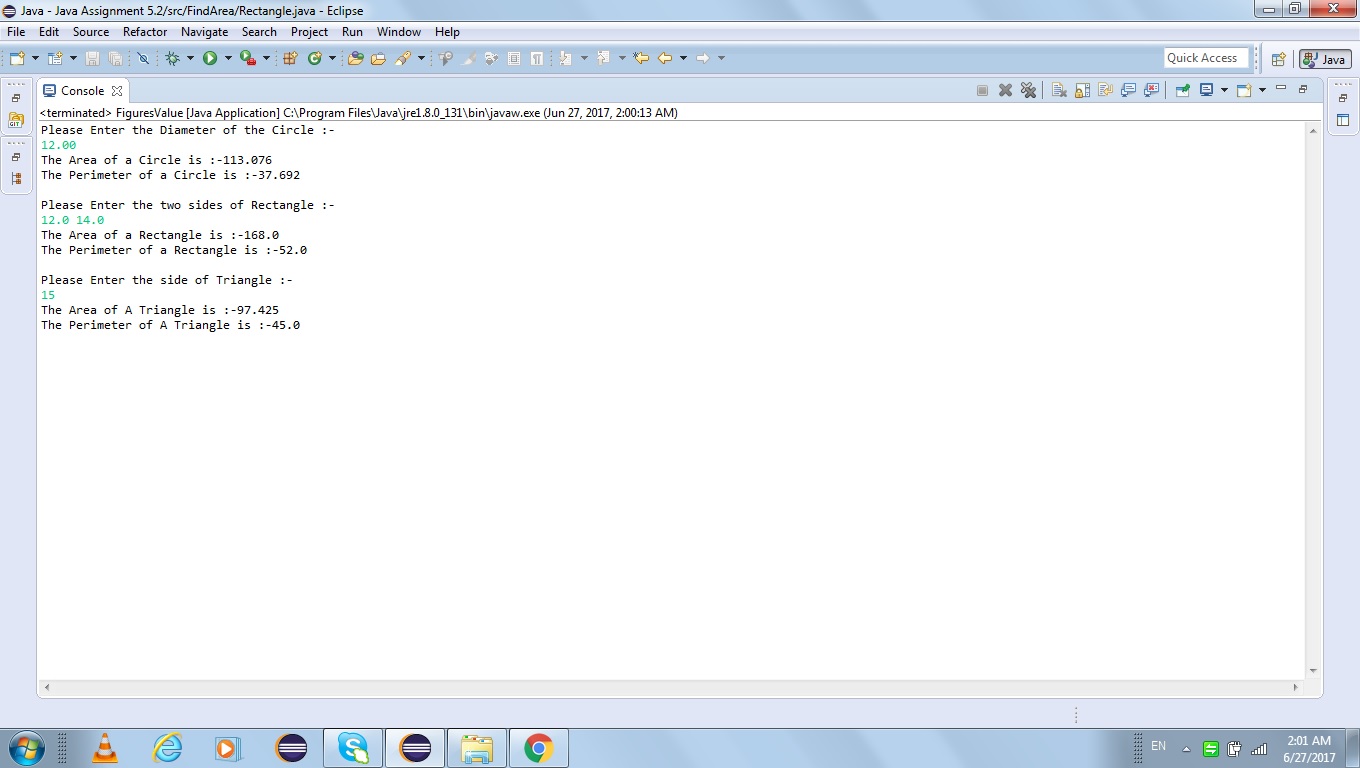 Java - Java Assignment 5.2/src/FindArea/Rectangle.java - Eclipse
File Edit Source Refactor Navigate Search Project Run Window Help
Quick Access
Java
Console
<terminated> FiguresValue [Java Application] C:\Program Files\Java\jre1.8.0_131\bin\javaw.exe (Jun 27, 2017, 2:00:13 AM)
Please Enter the Diameter of the Circle :-
12.00
The Area of a Circle is :-113.076
The Perimeter of a Circle is :-37.692
Please Enter the two sides of Rectangle :-
12.0 14.0
The Area of a Rectangle is :-168.0
The Perimeter of a Rectangle is :-52.0
Please Enter the side of Triangle :-
15
The Area of A Triangle is :-97.425
The Perimeter of A Triangle is :-45.0
GIT
EN
2:01 AM
6/27/2017